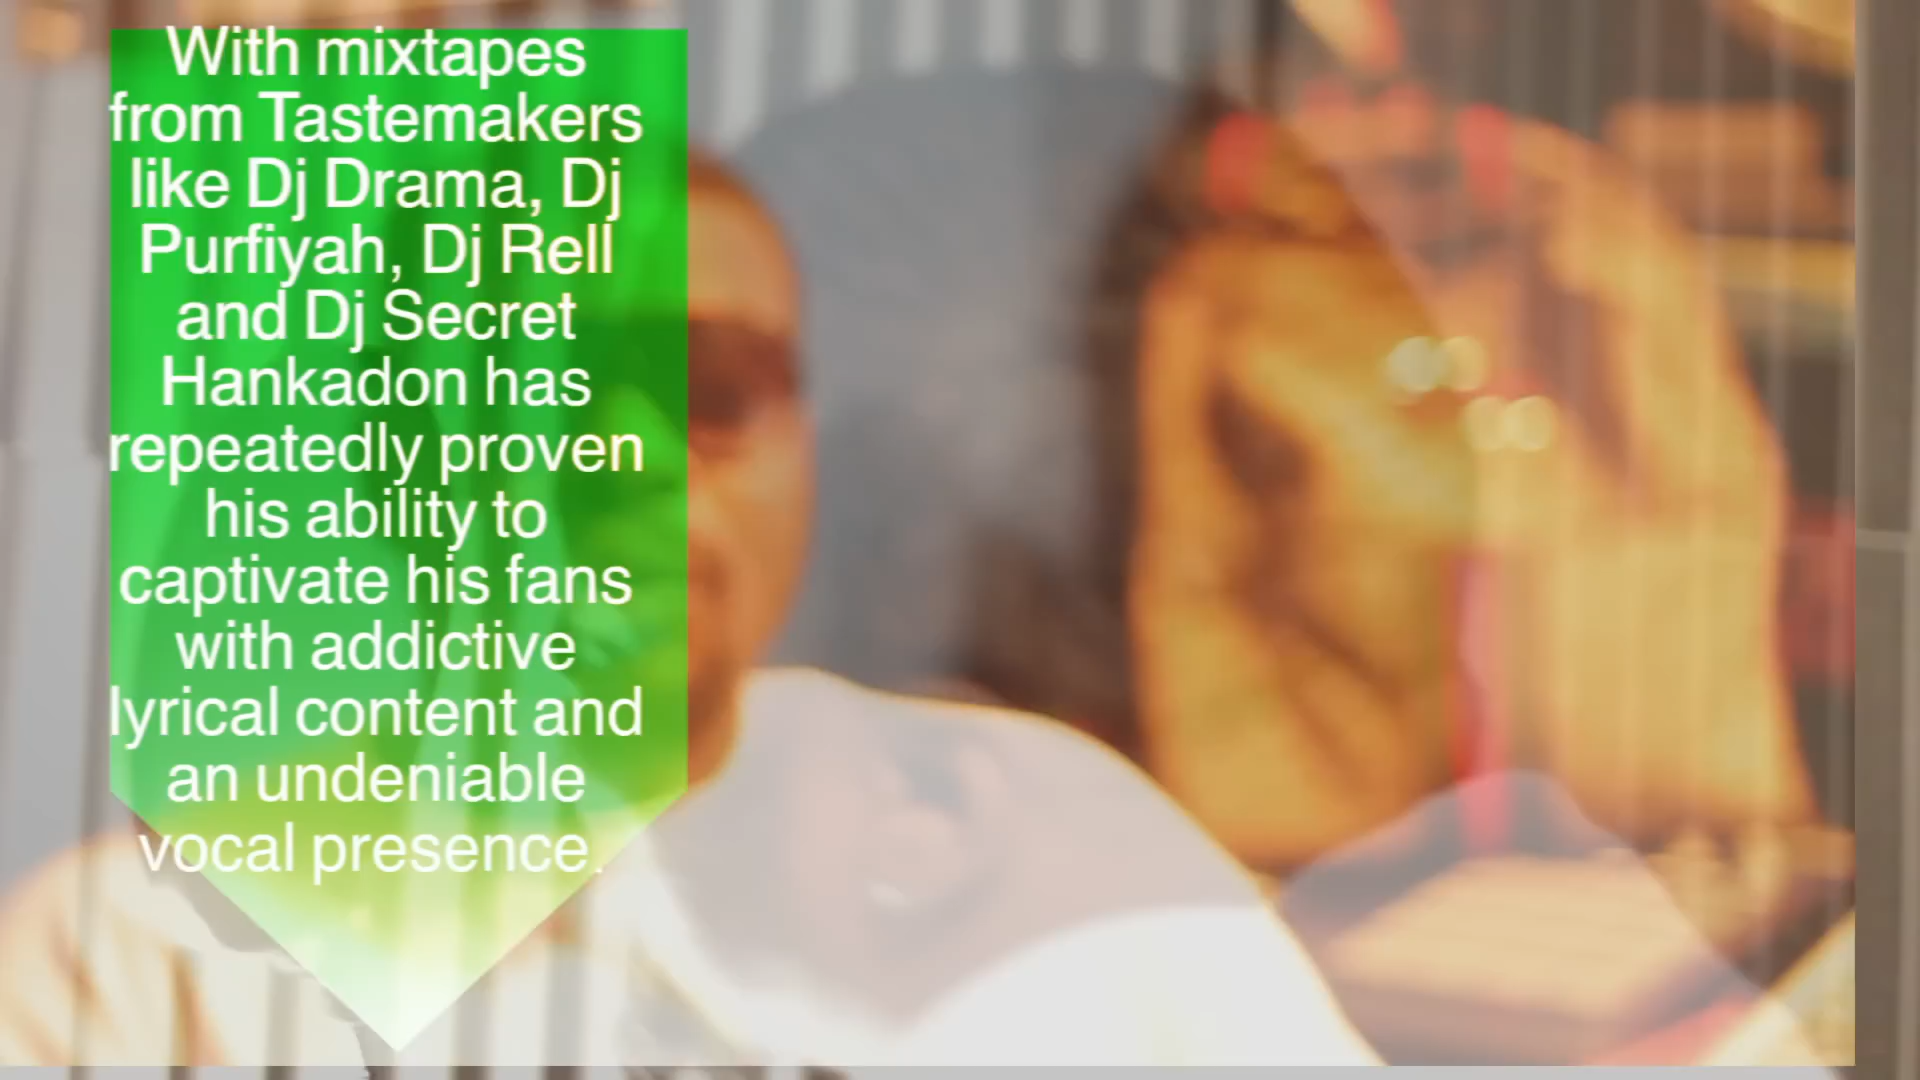 With mixtapes
from Tastemakers
like Dj Drama, Dj
Purfiyah, Dj Rell
and Dj Secret
Hankadon has
repeatedly proven
his ability to
captivate his fans
with addictive
lyrical content and
an undeniable
vocal presence.